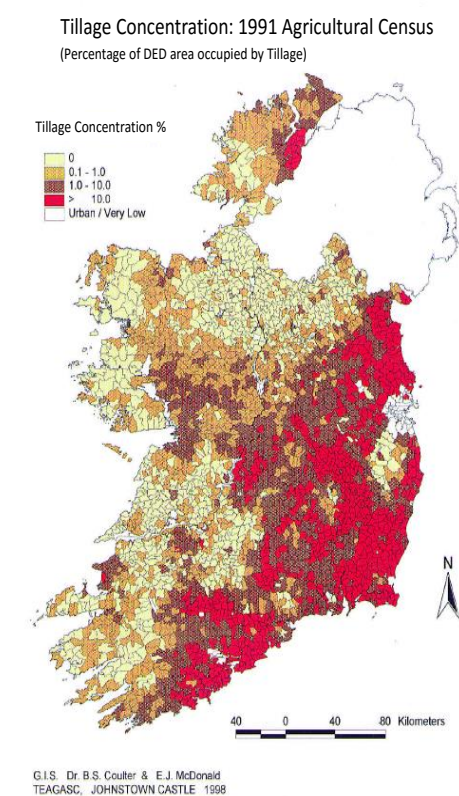 Tillage Concentration: 1991 Agricultural Census
(Percentage of DED area occupied by Tillage)
Tillage Concentration %
0
0.1 - 1.0
1.0 - 10.0
> 10.0
Urban / Very Low
N
40 0 40 80 Kilometers
G.I.S. Dr. B.S. Coulter & E.J. McDonald
TEAGASC, JOHNSTOWN CASTLE 1998